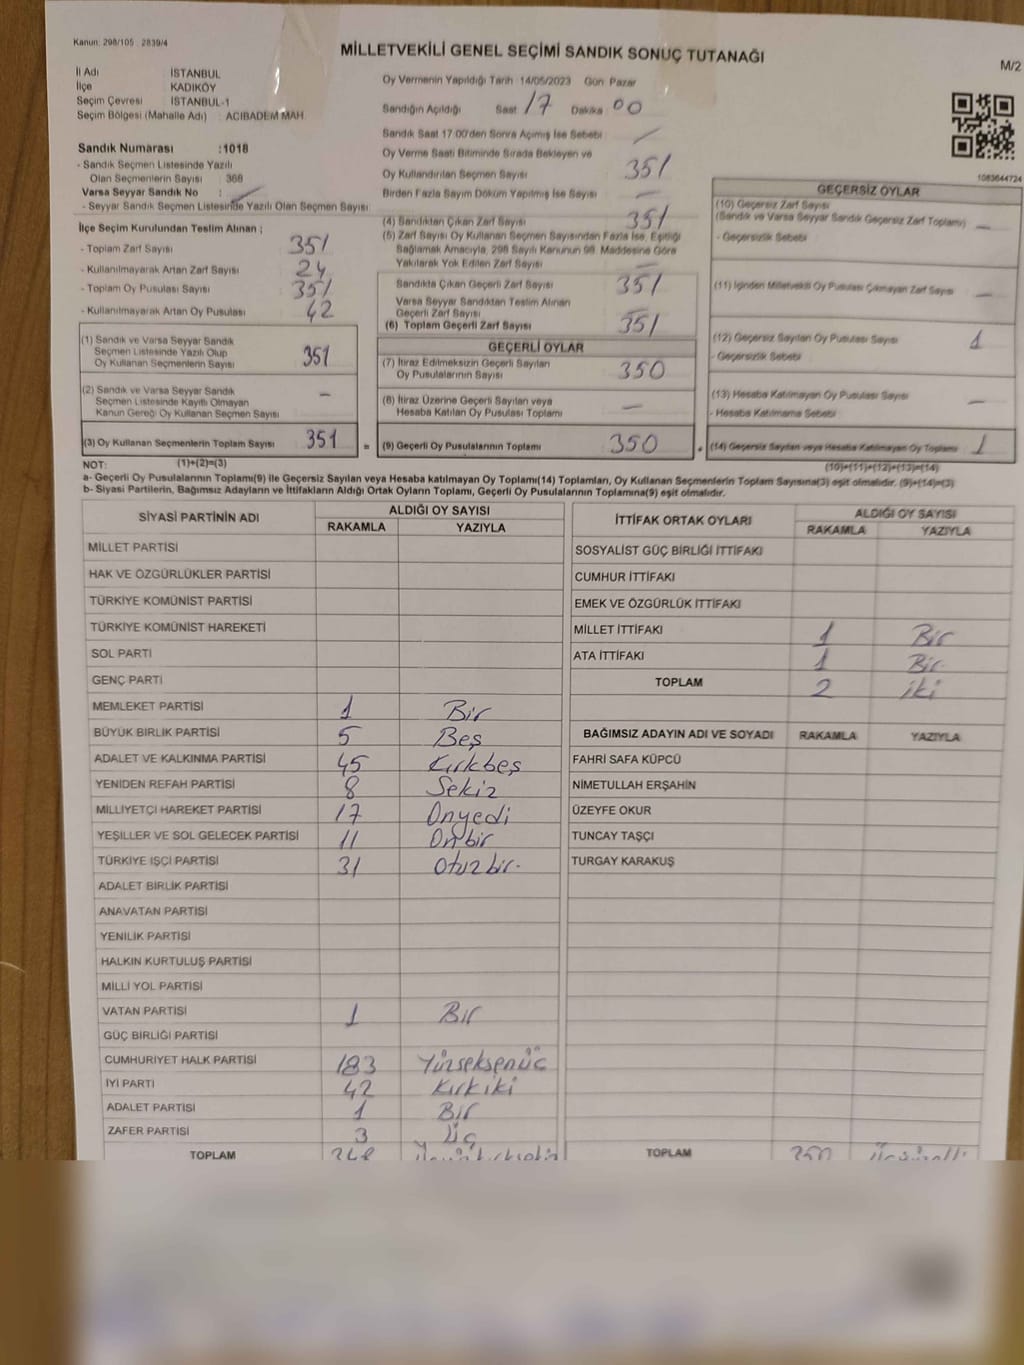 Kanun: 298/105 . 2839/4
MİLLETVEKİLİ GENEL SEÇİMİ SANDIK SONUÇ TUTANAĞI
M/2
İl Adı İSTANBUL
İlçe KADIKÖY
Seçim Çevresi İSTANBUL-1
Seçim Bölgesi (Mahalle Adı) : ACIBADEM MAH.
Sandık Numarası :1018
- Sandık Seçmen Listesinde Yazılı
Olan Seçmenlerin Sayısı : 368
Varsa Seyyar Sandık No :
- Seyyar Sandık Seçmen Listesinde Yazılı Olan Seçmen Sayısı
İlçe Seçim Kurulundan Teslim Alınan ;
- Toplam Zarf Sayısı 351
- Kullanılmayarak Artan Zarf Sayısı 24
- Toplam Oy Pusulası Sayısı 351
- Kullanılmayarak Artan Oy Pusulası 42
Oy Vermenin Yapıldığı Tarih 14/05/2023 Gün Pazar
Sandığın Açıldığı Saat 17 Dakika 00
Sandık Saat 17:00'den Sonra Açılmış İse Sebebi
Oy Verme Saati Bitiminde Sırada Bekleyen ve
Oy Kullandırılan Seçmen Sayısı 351
Birden Fazla Sayım Döküm Yapılmış İse Sayısı —
(4) Sandıktan Çıkan Zarf Sayısı 351
(5) Zarf Sayısı Oy Kullanan Seçmen Sayısından Fazla İse, Eşitliği
Sağlamak Amacıyla, 298 Sayılı Kanunun 98. Maddesine Göre
Yakılarak Yok Edilen Zarf Sayısı —
Sandıkta Çıkan Geçerli Zarf Sayısı 351
Varsa Seyyar Sandıktan Teslim Alınan
Geçerli Zarf Sayısı
(6) Toplam Geçerli Zarf Sayısı 351
1083644724
GEÇERSİZ OYLAR
(10) Geçersiz Zarf Sayısı
(Sandık ve Varsa Seyyar Sandık Geçersiz Zarf Toplamı) —
- Geçersizlik Sebebi
(11) İçinden Milletvekili Oy Pusulası Çıkmayan Zarf Sayısı —
(12) Geçersiz Sayılan Oy Pusulası Sayısı 1
- Geçersizlik Sebebi
(13) Hesaba Katılmayan Oy Pusulası Sayısı —
- Hesaba Katılmama Sebebi
(14) Geçersiz Sayılan veya Hesaba Katılmayan Oy Toplamı 1
(10)+(11)+(12)+(13)=(14)
(1) Sandık ve Varsa Seyyar Sandık
Seçmen Listesinde Yazılı Olup
Oy Kullanan Seçmenlerin Sayısı 351
(2) Sandık ve Varsa Seyyar Sandık
Seçmen Listesinde Kayıtlı Olmayan
Kanun Gereği Oy Kullanan Seçmen Sayısı —
(3) Oy Kullanan Seçmenlerin Toplam Sayısı 351 =
(1)+(2)=(3)
GEÇERLİ OYLAR
(7) İtiraz Edilmeksizin Geçerli Sayılan
Oy Pusulalarının Sayısı 350
(8) İtiraz Üzerine Geçerli Sayılan veya
Hesaba Katılan Oy Pusulası Toplamı —
(9) Geçerli Oy Pusulalarının Toplamı 350 +
NOT:
a- Geçerli Oy Pusulalarının Toplamı(9) ile Geçersiz Sayılan veya Hesaba katılmayan Oy Toplamı(14) Toplamları, Oy Kullanan Seçmenlerin Toplam Sayısına(3) eşit olmalıdır. (9)+(14)=(3)
b- Siyasi Partilerin, Bağımsız Adayların ve İttifakların Aldığı Ortak Oyların Toplamı, Geçerli Oy Pusulalarının Toplamına(9) eşit olmalıdır.
SİYASİ PARTİNİN ADI ALDIĞI OY SAYISI
RAKAMLA YAZIYLA
MİLLET PARTİSİ
HAK VE ÖZGÜRLÜKLER PARTİSİ
TÜRKİYE KOMÜNİST PARTİSİ
TÜRKİYE KOMÜNİST HAREKETİ
SOL PARTİ
GENÇ PARTİ
MEMLEKET PARTİSİ 1 Bir
BÜYÜK BİRLİK PARTİSİ 5 Beş
ADALET VE KALKINMA PARTİSİ 45 Kırkbeş
YENİDEN REFAH PARTİSİ 8 Sekiz
MİLLİYETÇİ HAREKET PARTİSİ 17 Onyedi
YEŞİLLER VE SOL GELECEK PARTİSİ 11 Onbir
TÜRKİYE İŞÇİ PARTİSİ 31 Otuzbir.
ADALET BİRLİK PARTİSİ
ANAVATAN PARTİSİ
YENİLİK PARTİSİ
HALKIN KURTULUŞ PARTİSİ
MİLLİ YOL PARTİSİ
VATAN PARTİSİ 1 Bir
GÜÇ BİRLİĞİ PARTİSİ
CUMHURİYET HALK PARTİSİ 183 Yüzseksenüç
İYİ PARTİ 42 Kırkiki
ADALET PARTİSİ 1 Bir
ZAFER PARTİSİ 3 Üç
TOPLAM 348
İTTİFAK ORTAK OYLARI ALDIĞI OY SAYISI
RAKAMLA YAZIYLA
SOSYALİST GÜÇ BİRLİĞİ İTTİFAKI
CUMHUR İTTİFAKI
EMEK VE ÖZGÜRLÜK İTTİFAKI
MİLLET İTTİFAKI 1 Bir
ATA İTTİFAKI 1 Bir
TOPLAM 2 iki
BAĞIMSIZ ADAYIN ADI VE SOYADI RAKAMLA YAZIYLA
FAHRİ SAFA KÜPCÜ
NİMETULLAH ERŞAHİN
ÜZEYFE OKUR
TUNCAY TAŞÇI
TURGAY KARAKUŞ
TOPLAM 350 Üçyüzelli